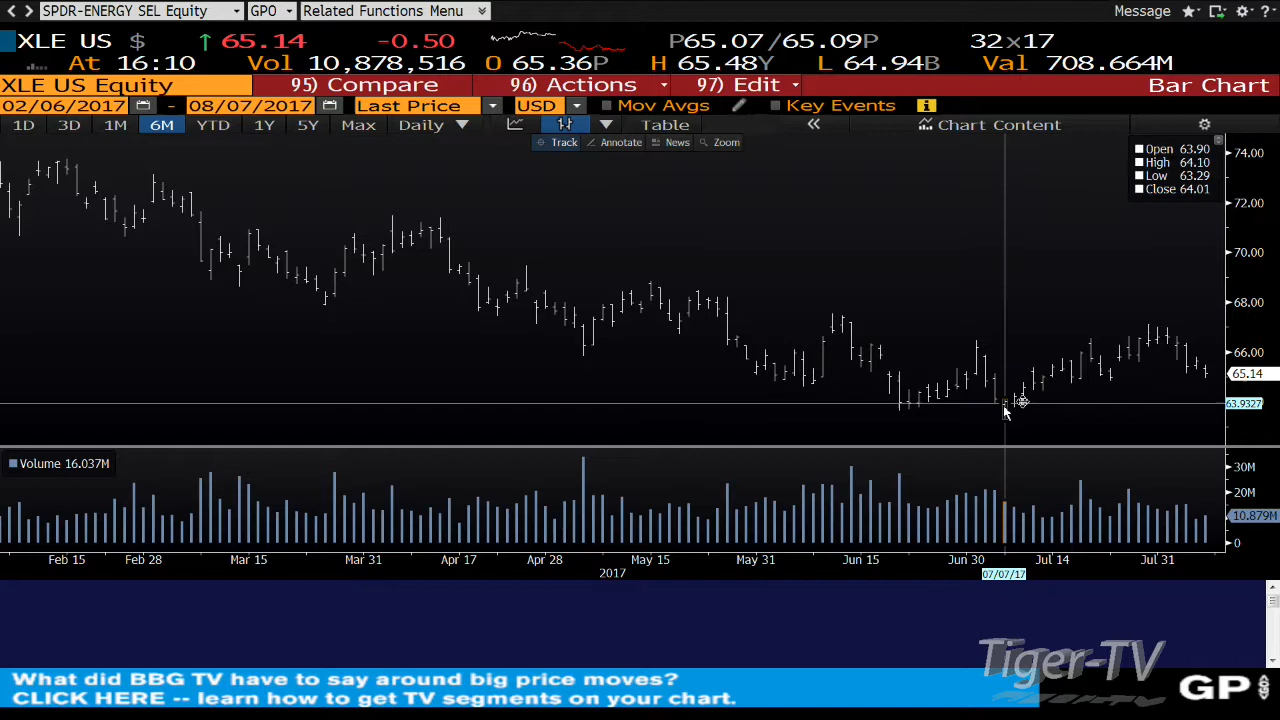 SPDR-ENERGY SEL Equity GPO Related Functions Menu Message ?
XLE US $ ↑ 65.14 -0.50 P65.07/65.09P 32x17
At 16:10 Vol 10,878,516 O 65.36P H 65.48Y L 64.94B Val 708.664M
XLE US Equity 95) Compare 96) Actions 97) Edit Bar Chart
02/06/2017 - 08/07/2017 Last Price USD Mov Avgs Key Events i
1D 3D 1M 6M YTD 1Y 5Y Max Daily Table « Chart Content
Track Annotate News Zoom
Open 63.90
High 64.10
Low 63.29
Close 64.01
74.00
72.00
70.00
68.00
66.00
65.14
63.9327
Volume 16.037M
30M
20M
10.879M
0
Feb 15 Feb 28 Mar 15 Mar 31 Apr 17 Apr 28 May 15 May 31 Jun 15 Jun 30 Jul 14 Jul 31
2017 07/07/17
Tiger-TV
What did BBG TV have to say around big price moves?
CLICK HERE -- learn how to get TV segments on your chart.
GP